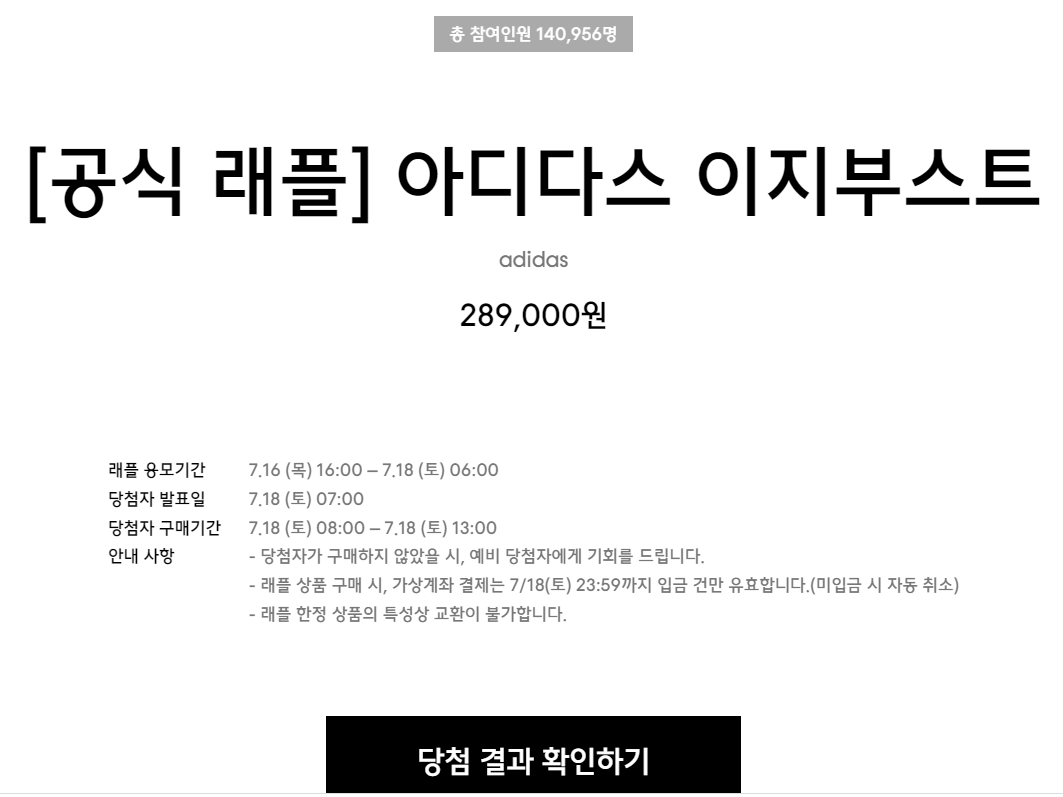 총 참여인원 140,956명
[공식 래플] 아디다스 이지부스트
adidas
289,000원
래플 응모기간 7.16 (목) 16:00 – 7.18 (토) 06:00
당첨자 발표일 7.18 (토) 07:00
당첨자 구매기간 7.18 (토) 08:00 – 7.18 (토) 13:00
안내 사항 - 당첨자가 구매하지 않았을 시, 예비 당첨자에게 기회를 드립니다.
- 래플 상품 구매 시, 가상계좌 결제는 7/18(토) 23:59까지 입금 건만 유효합니다.(미입금 시 자동 취소)
- 래플 한정 상품의 특성상 교환이 불가합니다.
당첨 결과 확인하기